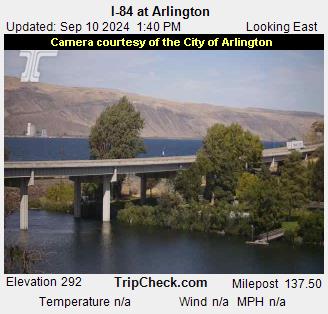 I-84 at Arlington
Updated: Sep 10 2024 1:40 PM Looking East
Camera courtesy of the City of Arlington
Elevation 292 TripCheck.com Milepost 137.50
Temperature n/a Wind n/a MPH n/a